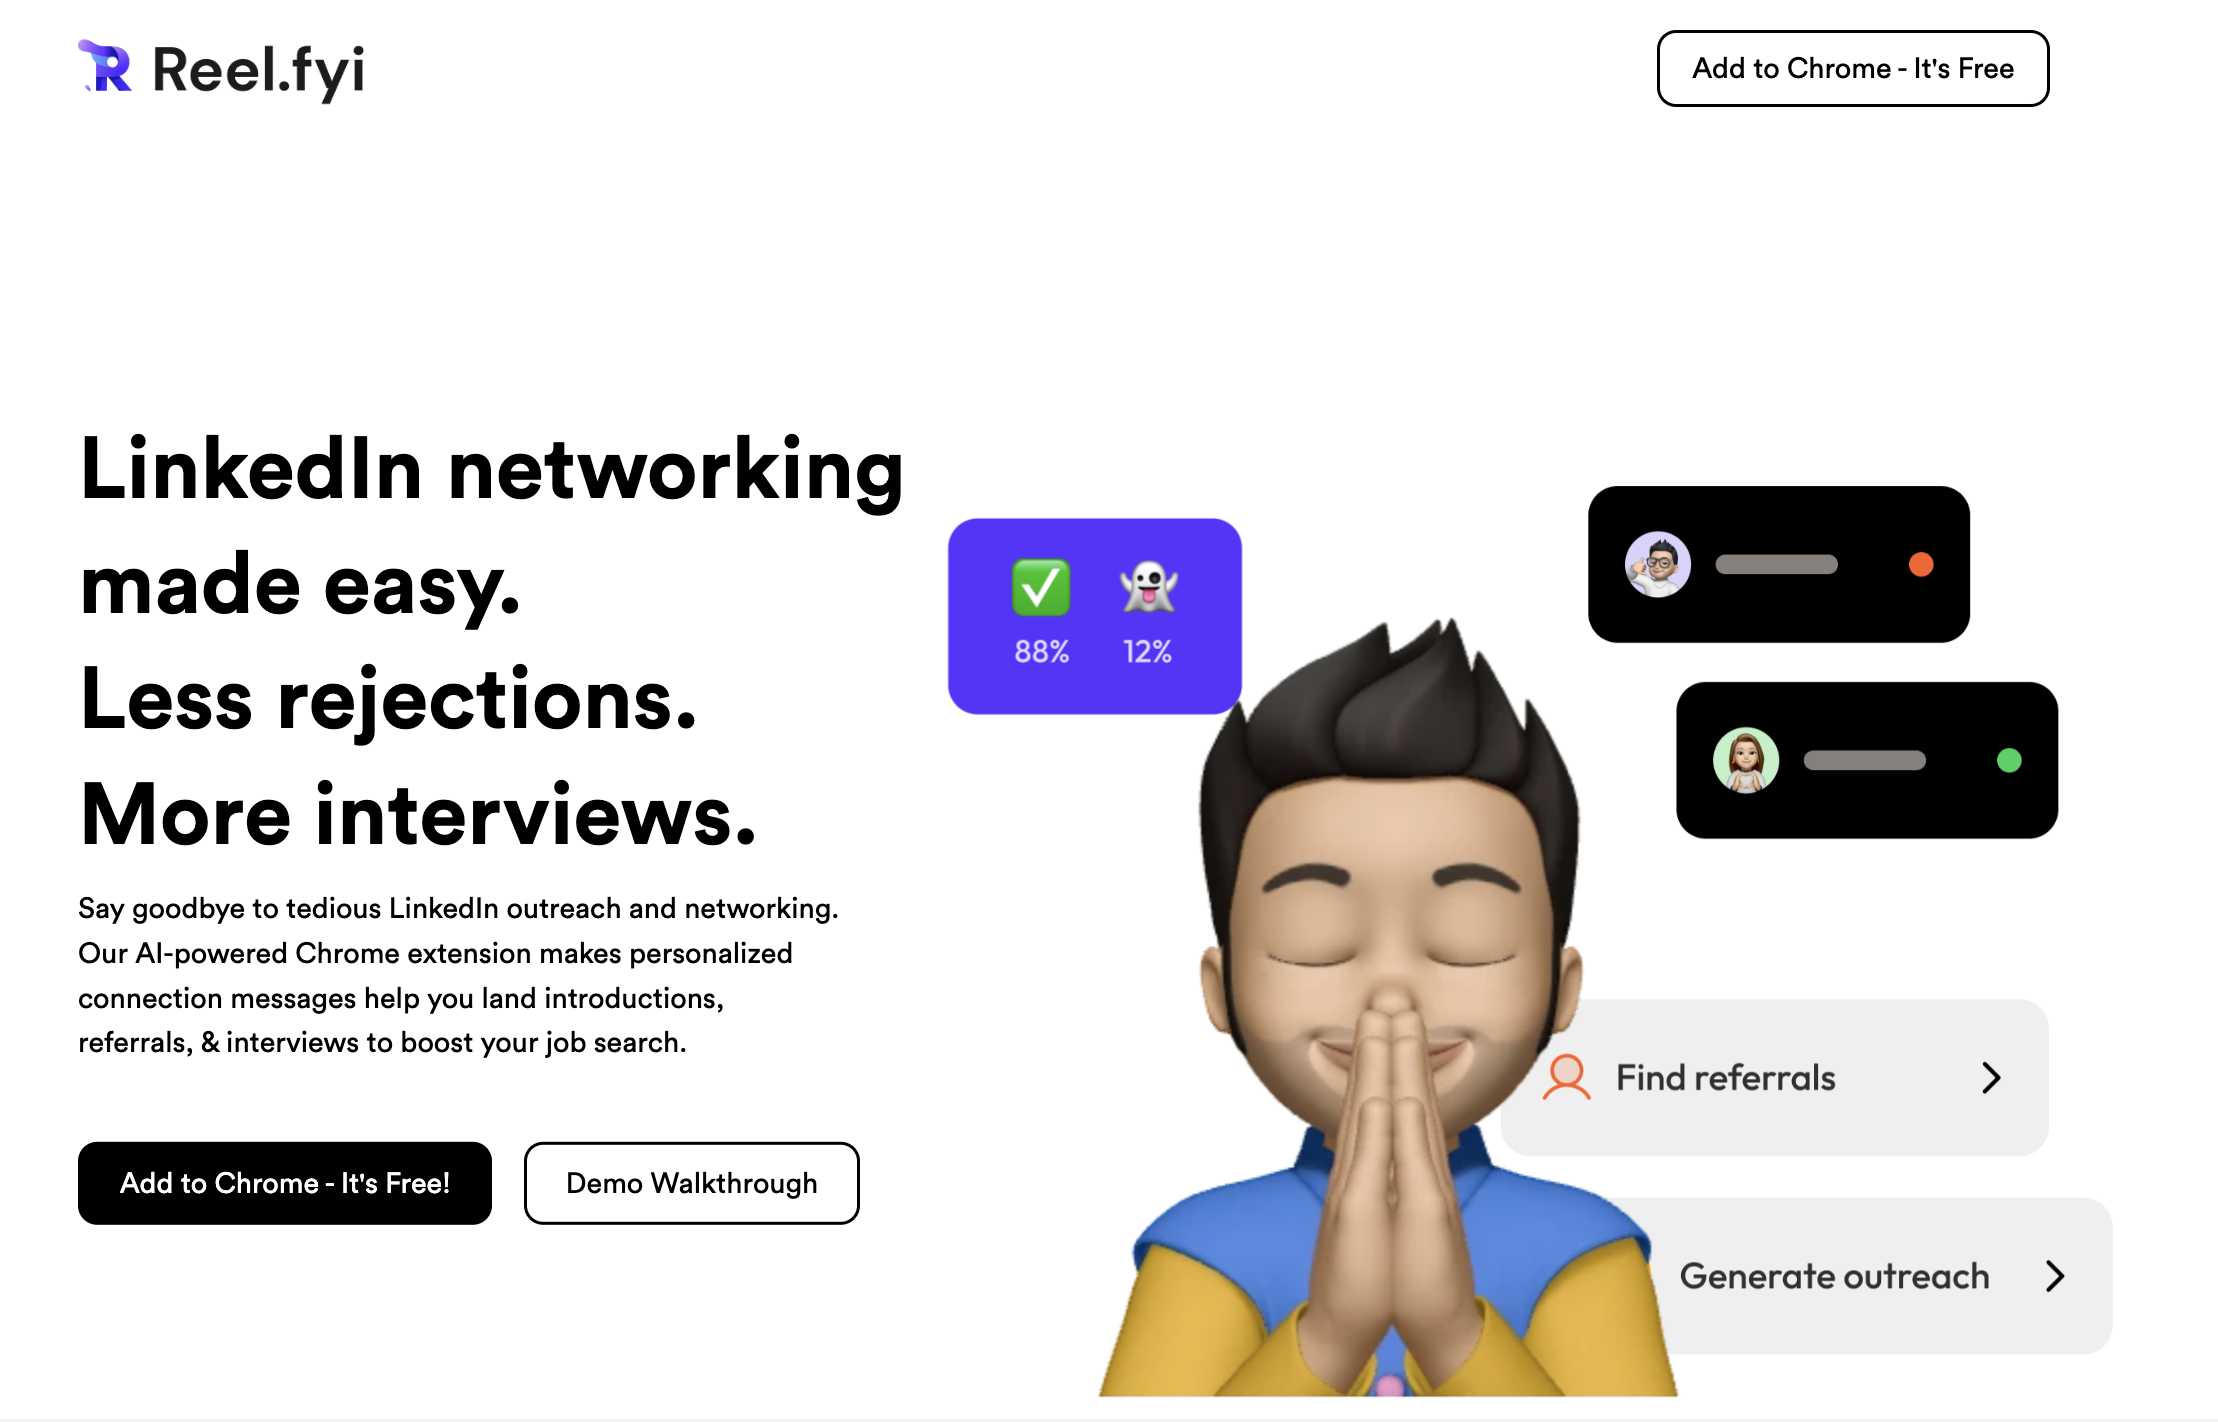 Reel.fyi
Add to Chrome - It's Free
LinkedIn networking
made easy.
Less rejections.
More interviews.
Say goodbye to tedious LinkedIn outreach and networking.
Our AI-powered Chrome extension makes personalized
connection messages help you land introductions,
referrals, & interviews to boost your job search.
Add to Chrome - It's Free!
Demo Walkthrough
88% 12%
Find referrals
Generate outreach